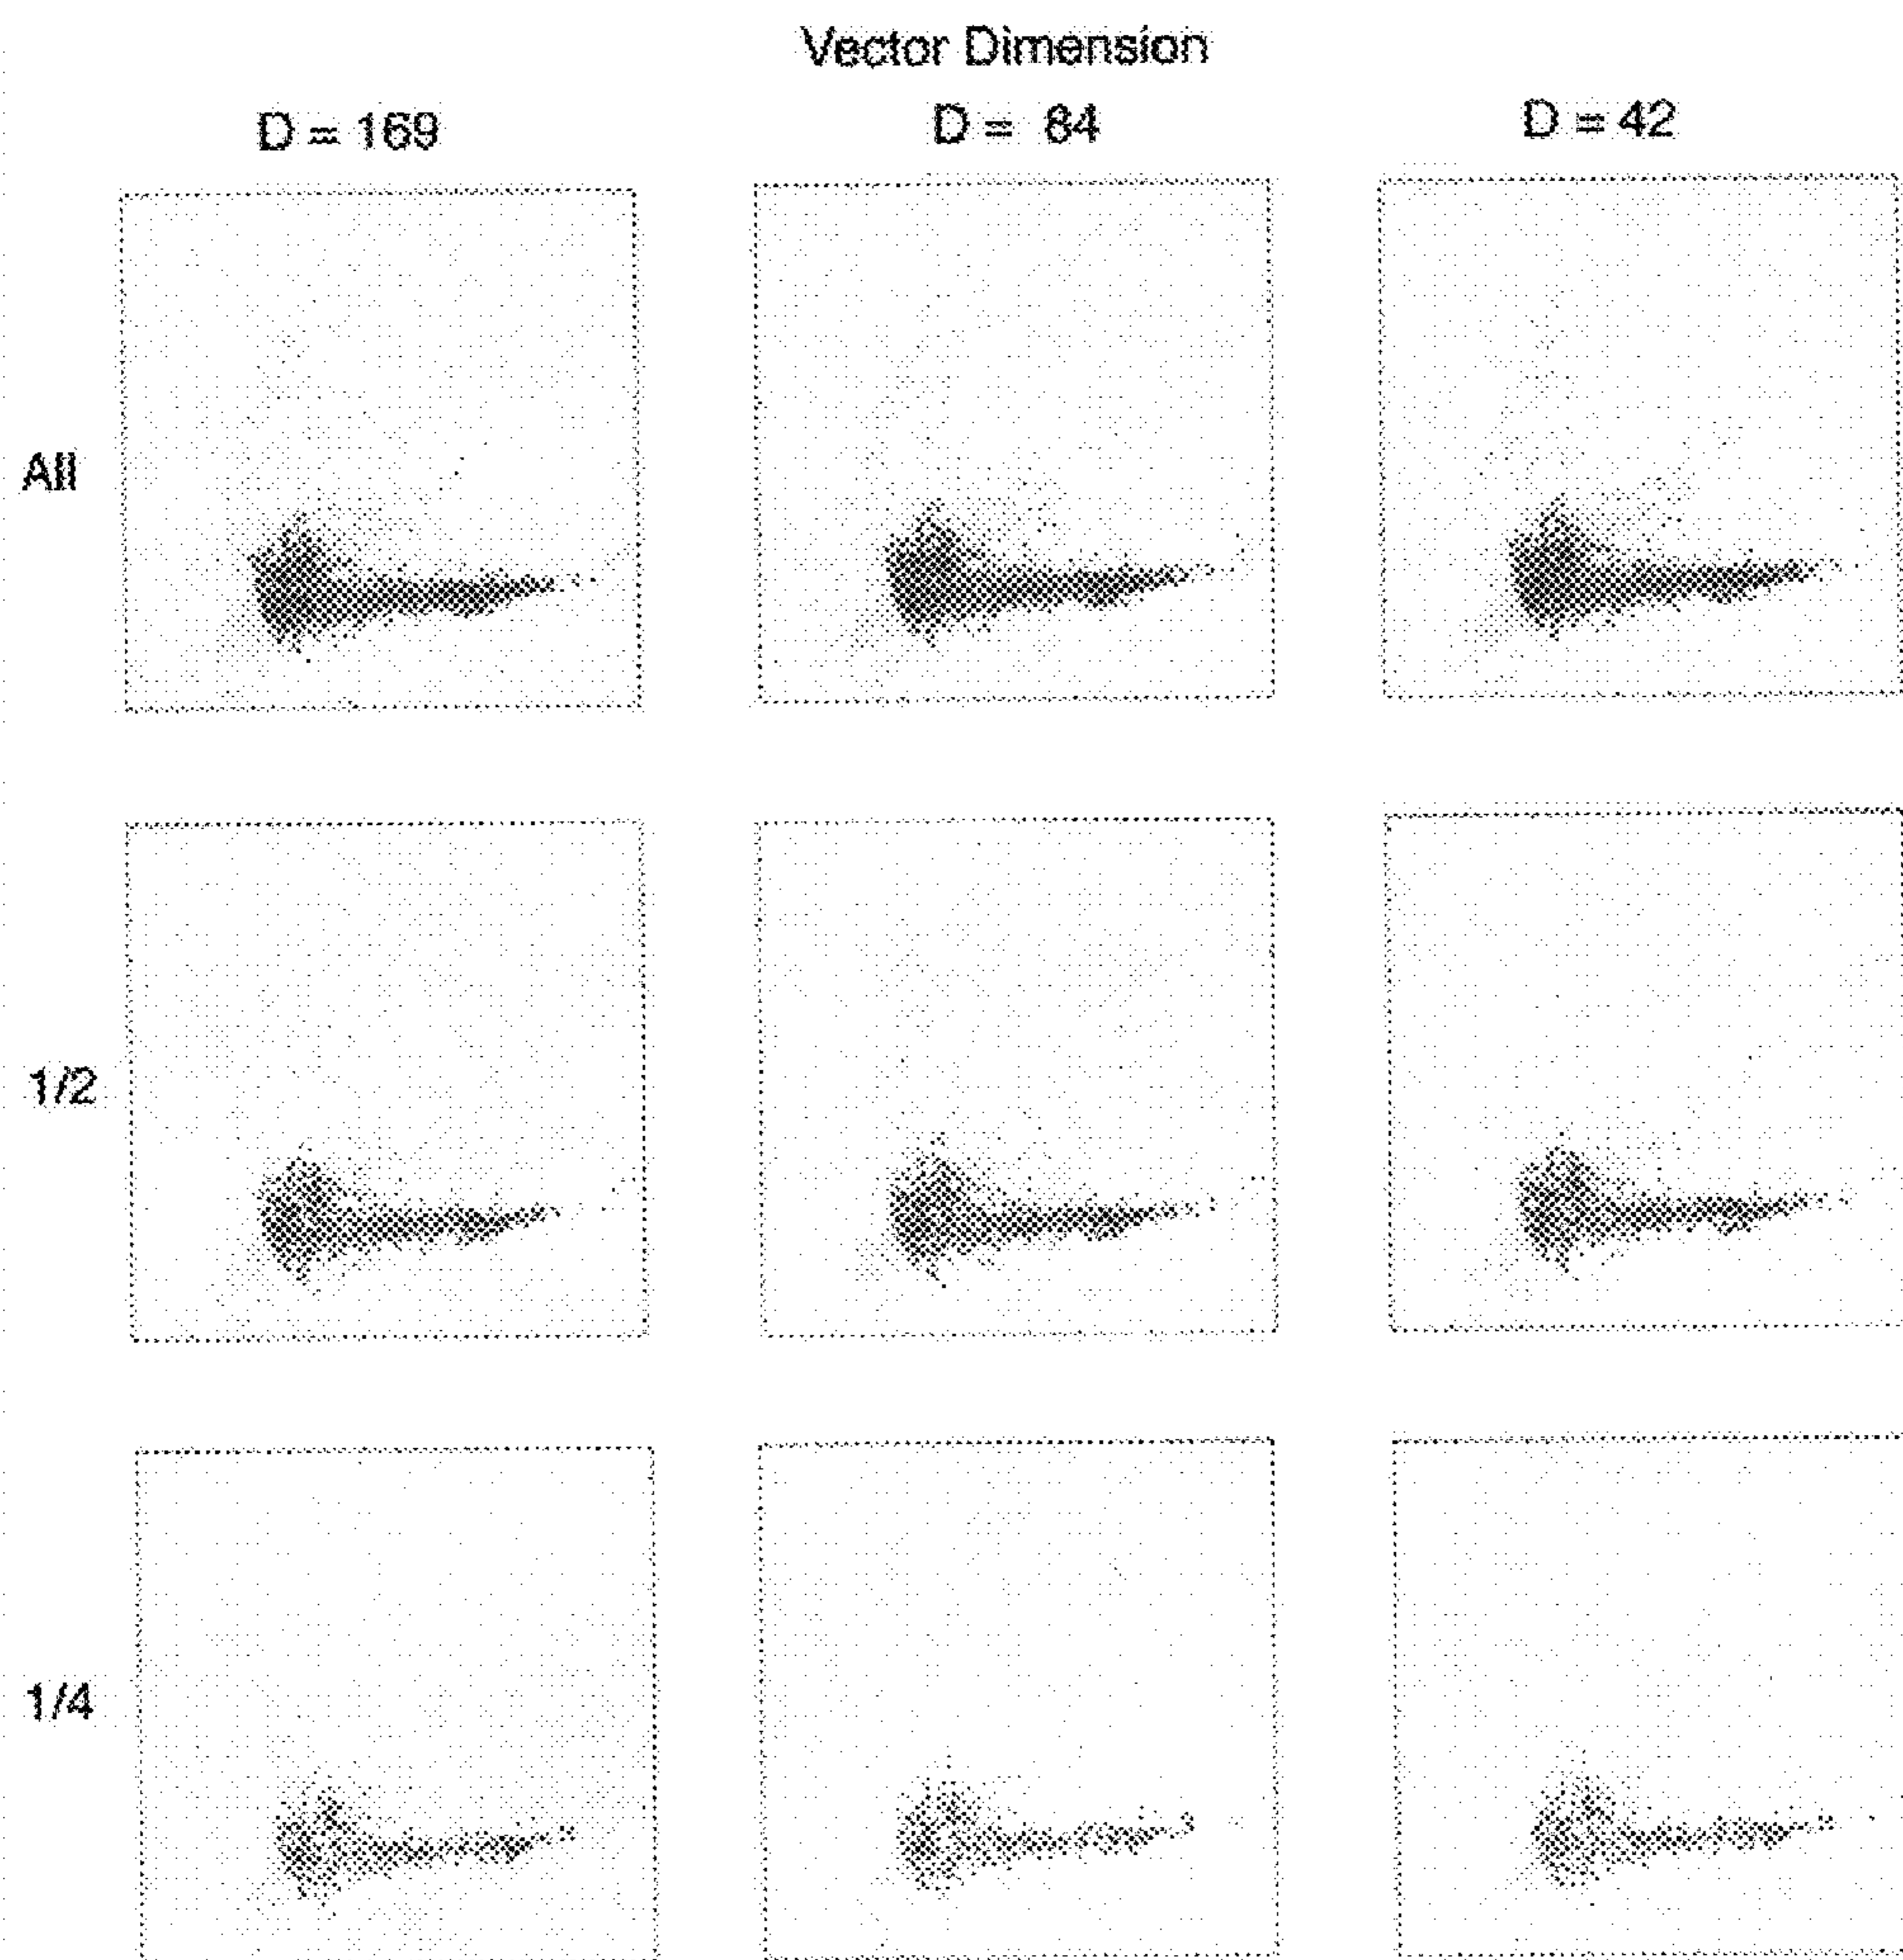 Vector Dimension
D = 169
D = 84
D = 42
All
1/2
1/4